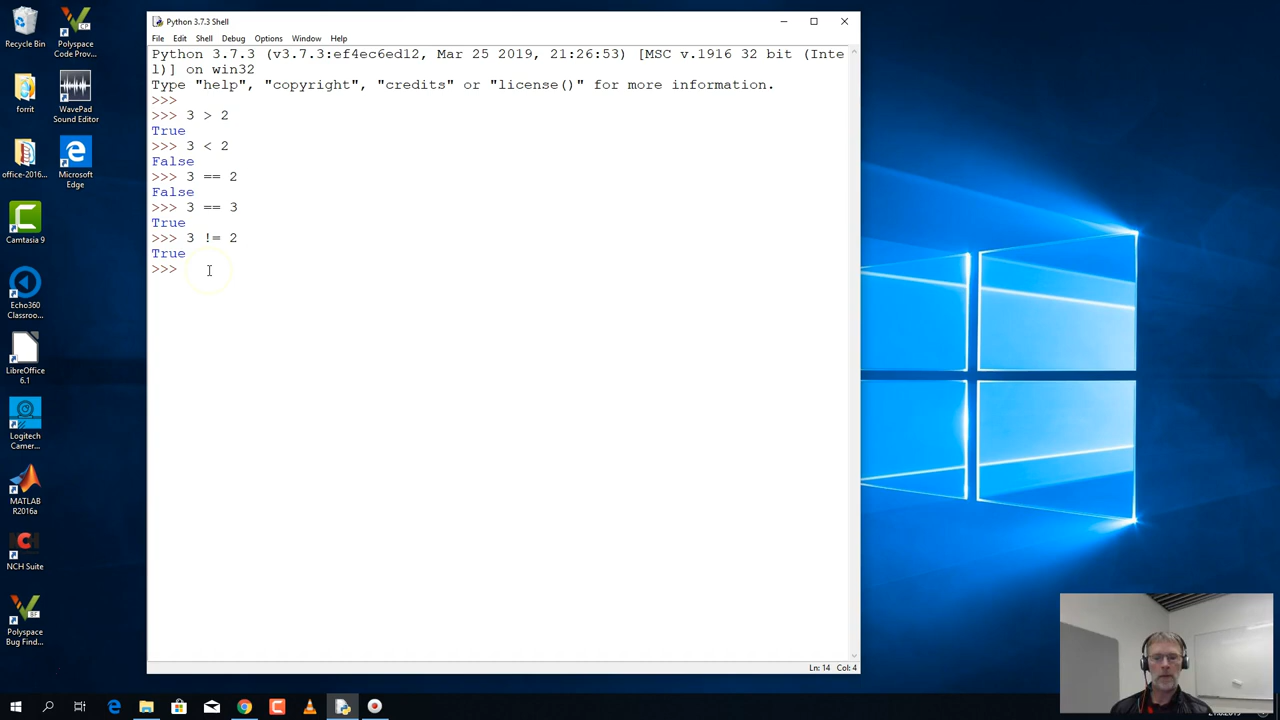 Python 3.7.3 Shell
File Edit Shell Debug Options Window Help
Python 3.7.3 (v3.7.3:ef4ec6ed12, Mar 25 2019, 21:26:53) [MSC v.1916 32 bit (Inte
l)] on win32
Type "help", "copyright", "credits" or "license()" for more information.
>>>
>>> 3 > 2
True
>>> 3 < 2
False
>>> 3 == 2
False
>>> 3 == 3
True
>>> 3 != 2
True
>>>
Ln: 14 Col: 4
Recycle Bin
Polyspace
Code Prov...
forrit
WavePad
Sound Editor
office-2016...
Microsoft
Edge
Camtasia 9
Echo360
Classroo...
LibreOffice
6.1
Logitech
Camer...
MATLAB
R2016a
NCH Suite
Polyspace
Bug Find...